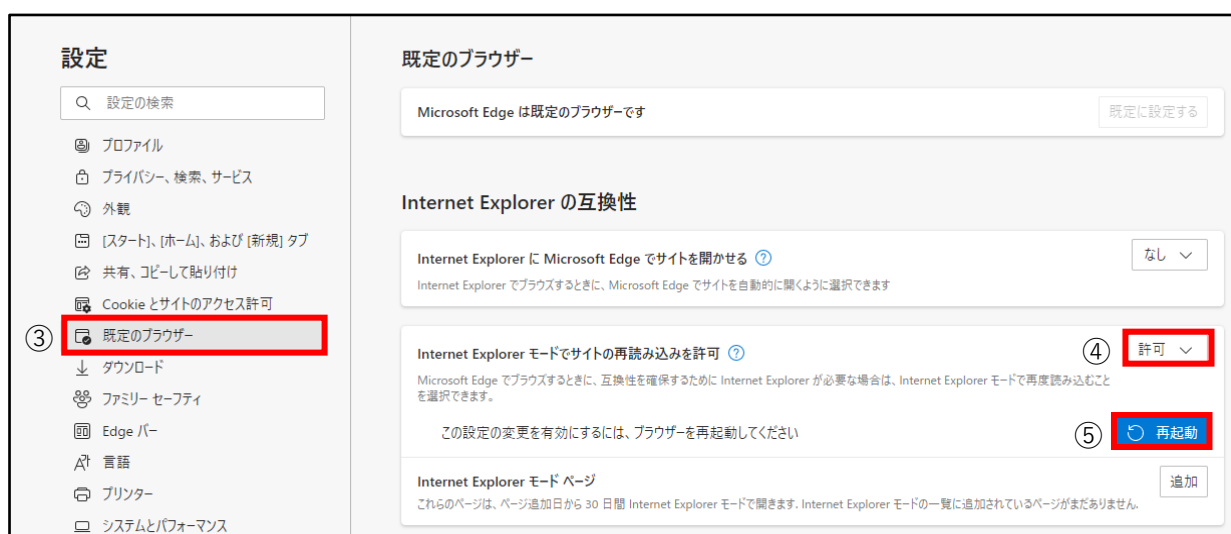 設定
設定の検索
プロファイル
プライバシー、検索、サービス
外観
[スタート]、[ホーム]、および [新規] タブ
共有、コピーして貼り付け
Cookie とサイトのアクセス許可
③ 既定のブラウザー
ダウンロード
ファミリー セーフティ
Edge バー
言語
プリンター
システムとパフォーマンス
既定のブラウザー
Microsoft Edge は既定のブラウザーです 既定に設定する
Internet Explorer の互換性
Internet Explorer に Microsoft Edge でサイトを開かせる ? なし
Internet Explorer でブラウズするときに、Microsoft Edge でサイトを自動的に開くように選択できます
Internet Explorer モードでサイトの再読み込みを許可 ? ④ 許可
Microsoft Edge でブラウズするときに、互換性を確保するために Internet Explorer が必要な場合は、Internet Explorer モードで再度読み込むこと
を選択できます。
この設定の変更を有効にするには、ブラウザーを再起動してください ⑤ 再起動
Internet Explorer モード ページ 追加
これらのページは、ページ追加日から 30 日間 Internet Explorer モードで開きます. Internet Explorer モードの一覧に追加されているページがまだありません.